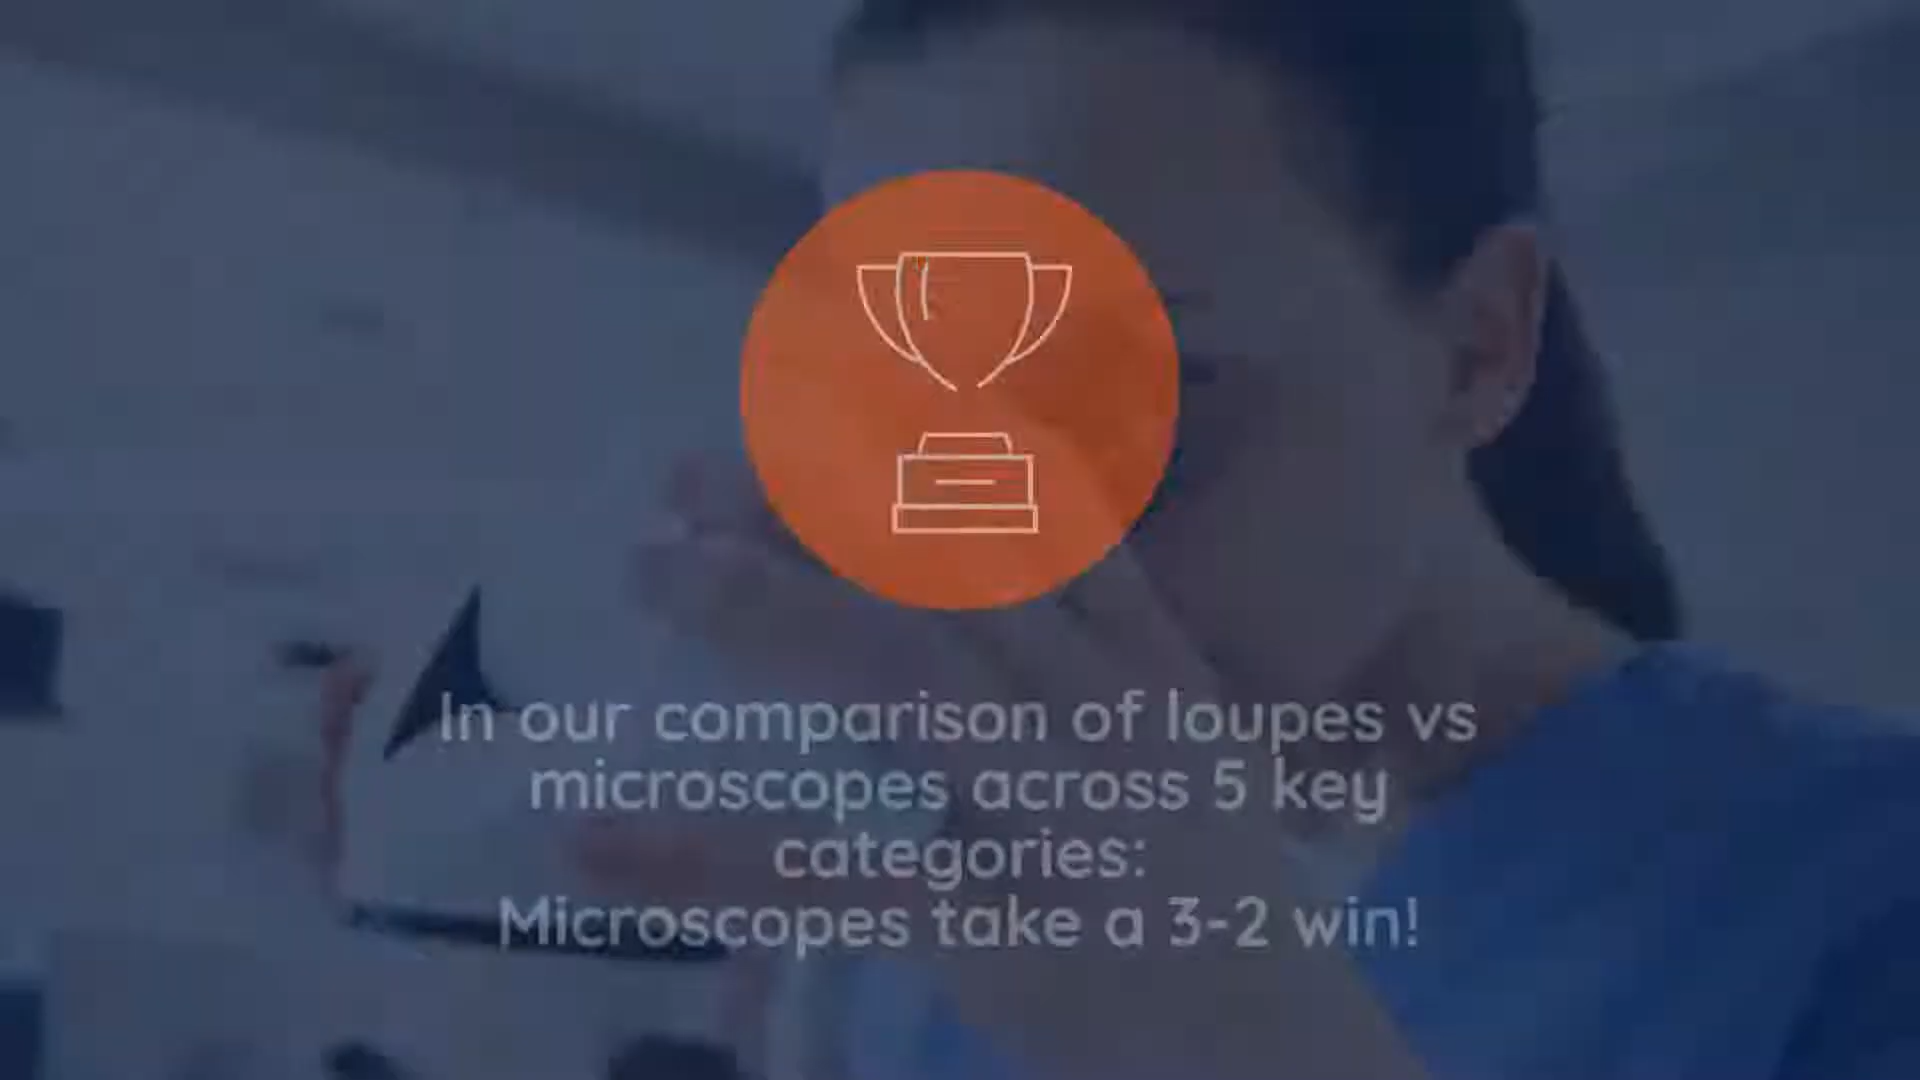 In our comparison of loupes vs
microscopes across 5 key
categories:
Microscopes take a 3-2 win!